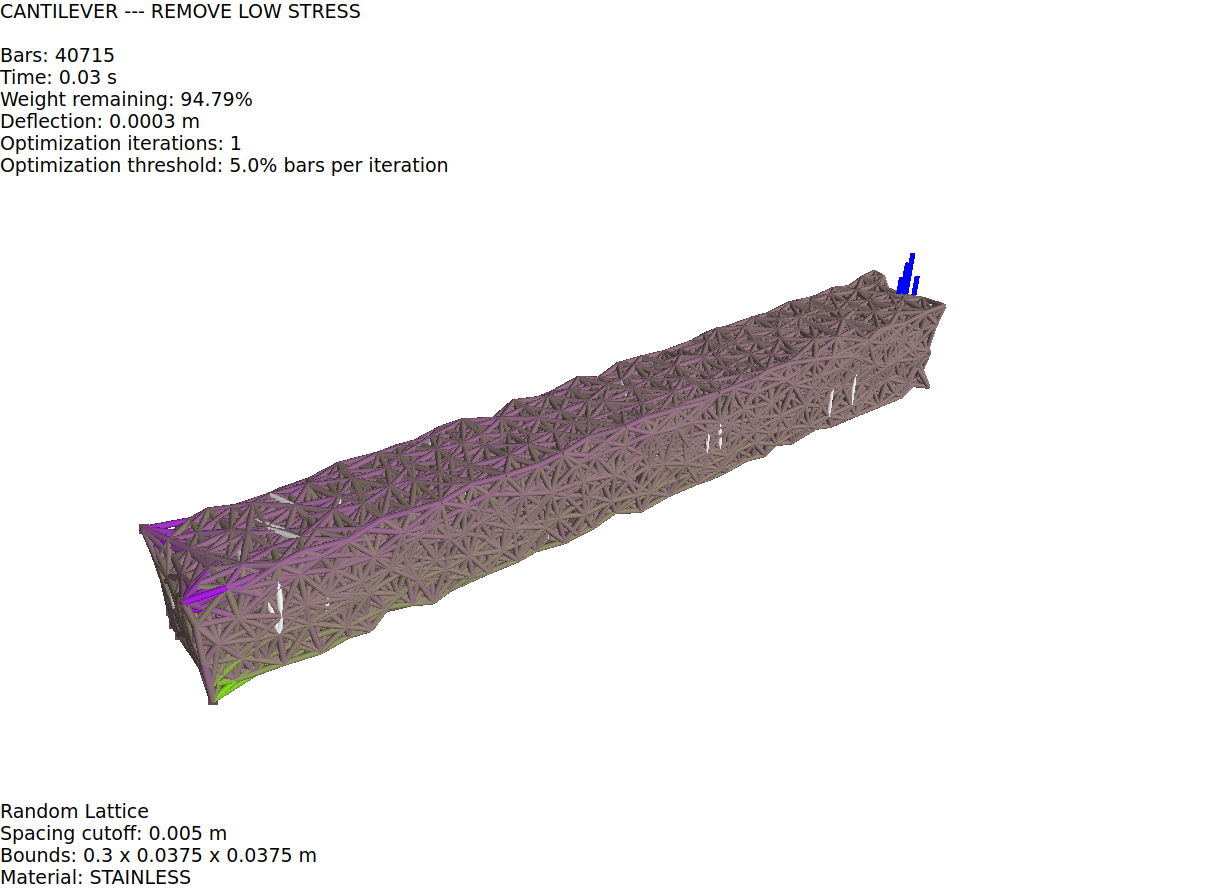 CANTILEVER --- REMOVE LOW STRESS
Bars: 40715
Time: 0.03 s
Weight remaining: 94.79%
Deflection: 0.0003 m
Optimization iterations: 1
Optimization threshold: 5.0% bars per iteration
Random Lattice
Spacing cutoff: 0.005 m
Bounds: 0.3 x 0.0375 x 0.0375 m
Material: STAINLESS